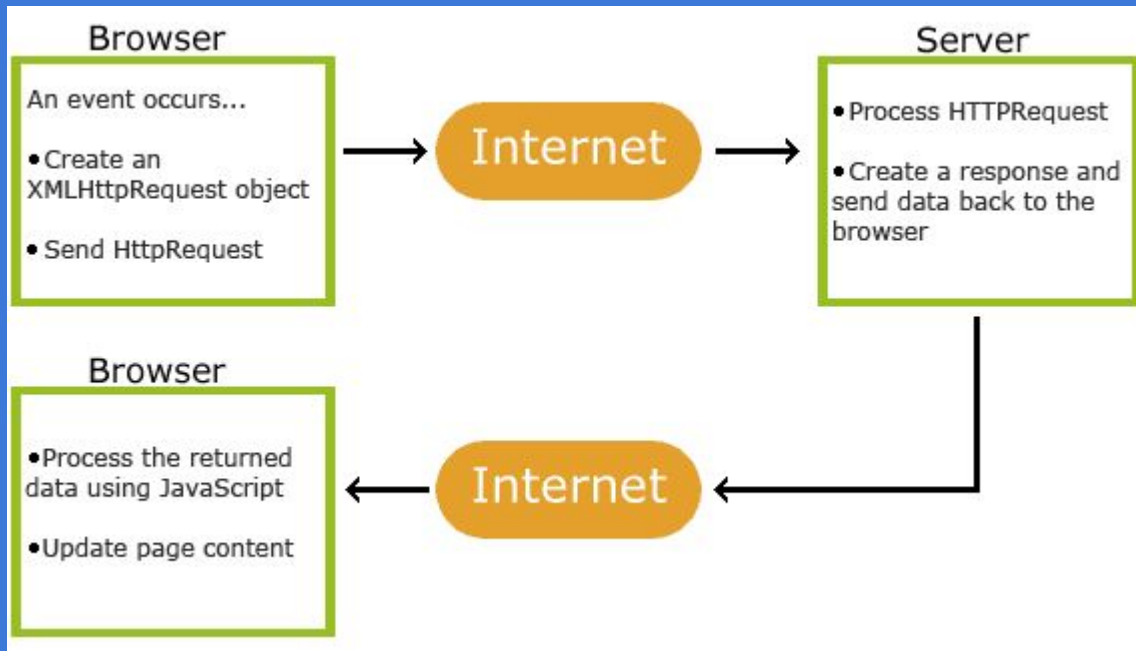 Browser
An event occurs...
•Create an
XMLHttpRequest object
• Send HttpRequest
Internet
Server
•Process HTTPRequest
•Create a response and
send data back to the
browser
Browser
•Process the returned
data using JavaScript
•Update page content
Internet